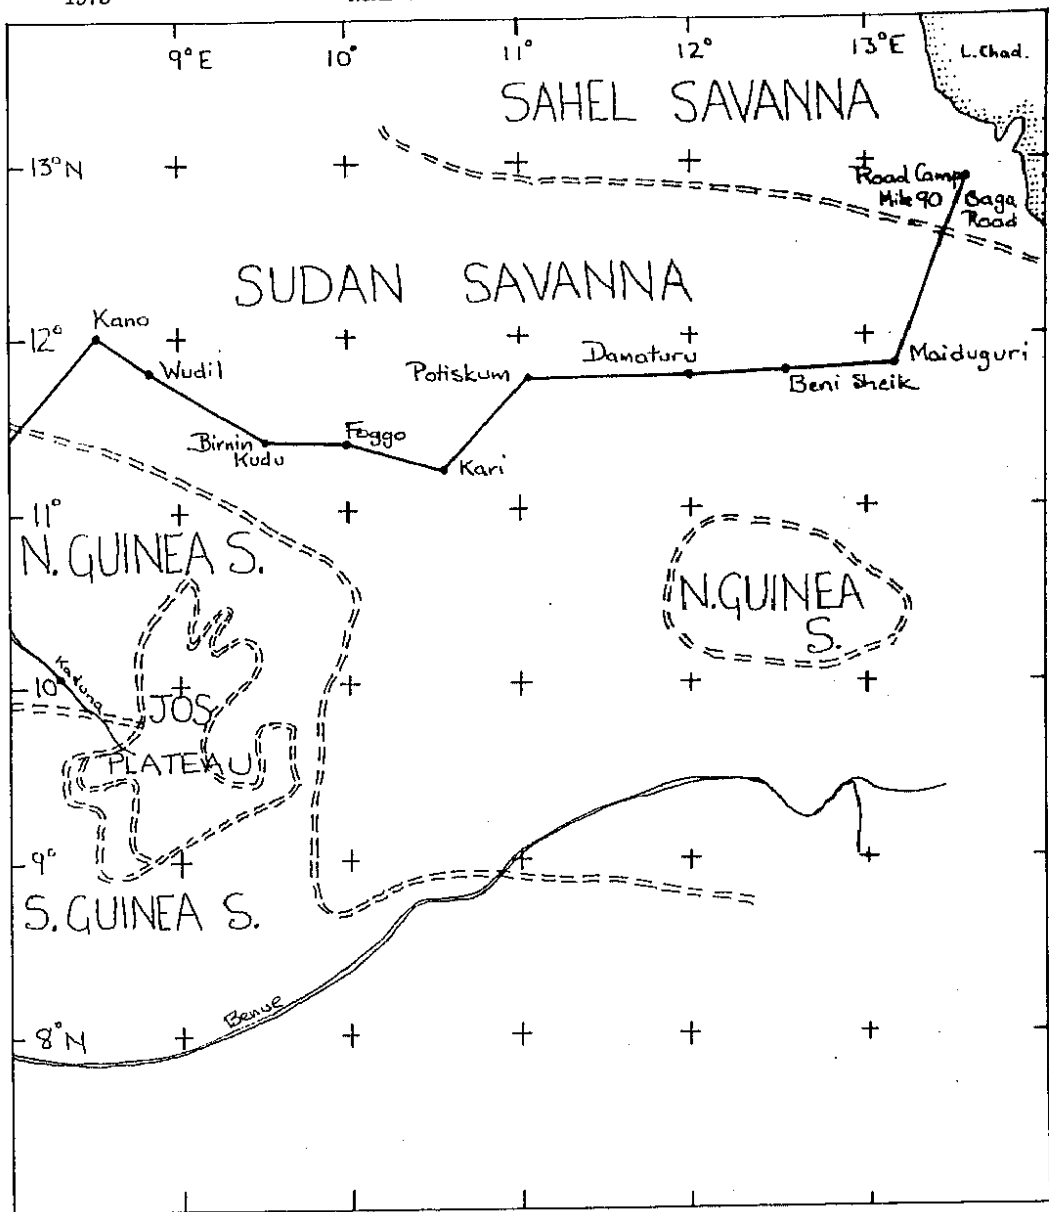 1978
9°E 10° 11° 12° 13°E
L.Chad.
SAHEL SAVANNA
13°N
Road Camp
Mile 90
Baga
Road
SUDAN SAVANNA
12°
Kano
Wudil
Potiskum
Damaturu
Beni Sheik
Maiduguri
Birnin
Kudu
Foggo
Kari
11°
N. GUINEA S.
N.GUINEA
S.
Kaduna
10°
JOS
PLATEAU
9°
S. GUINEA S.
Benue
8°N